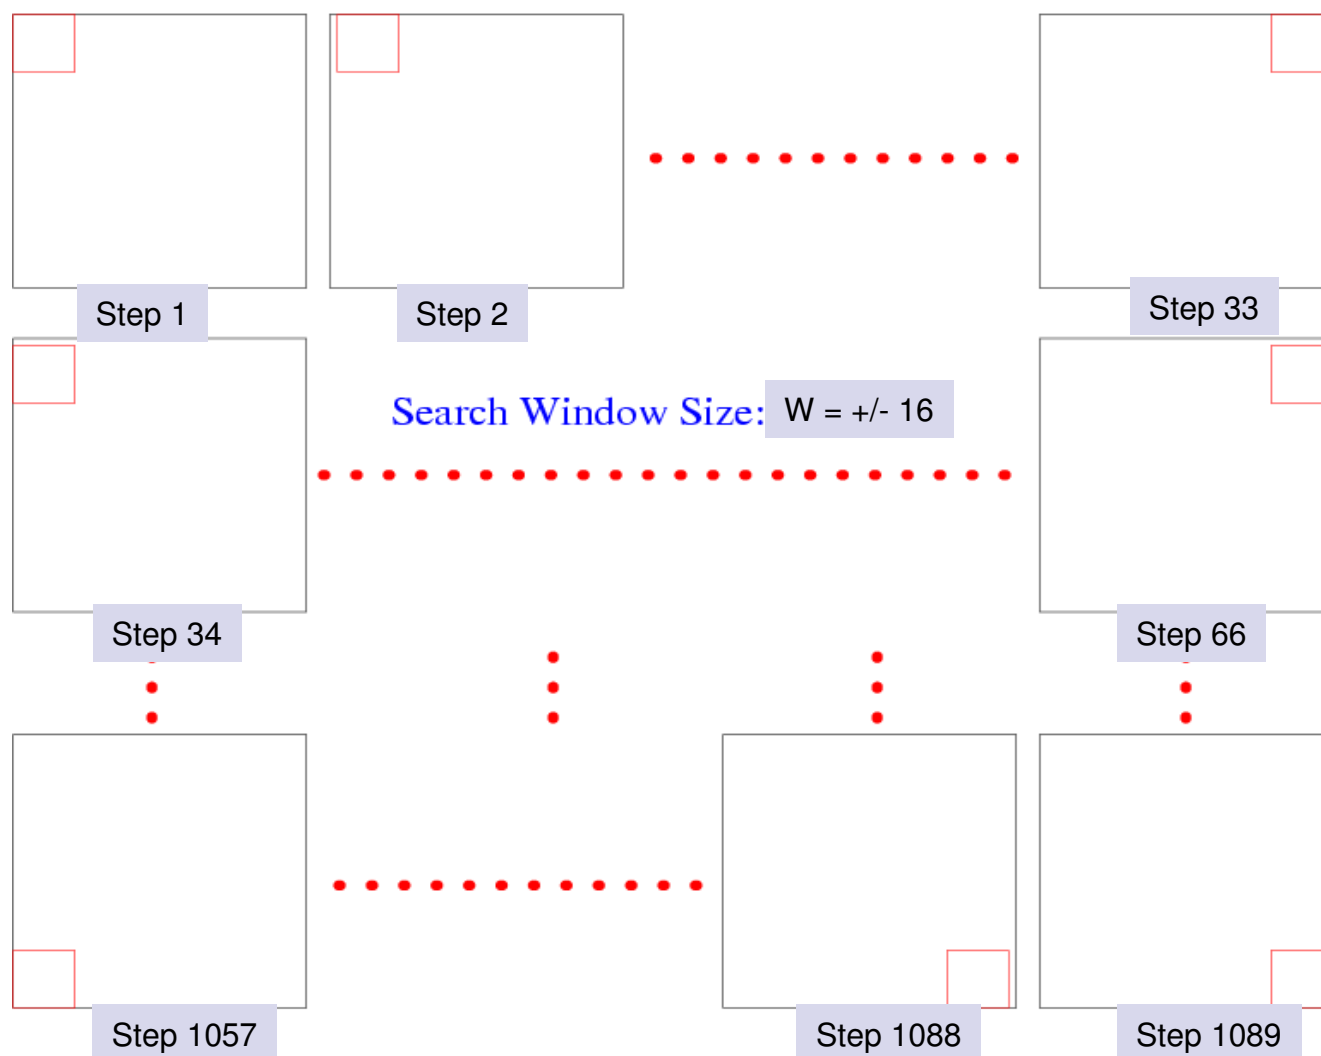 Step 1
Step 2
Step 33
Search Window Size: W = +/- 16
Step 34
Step 66
Step 1057
Step 1088
Step 1089